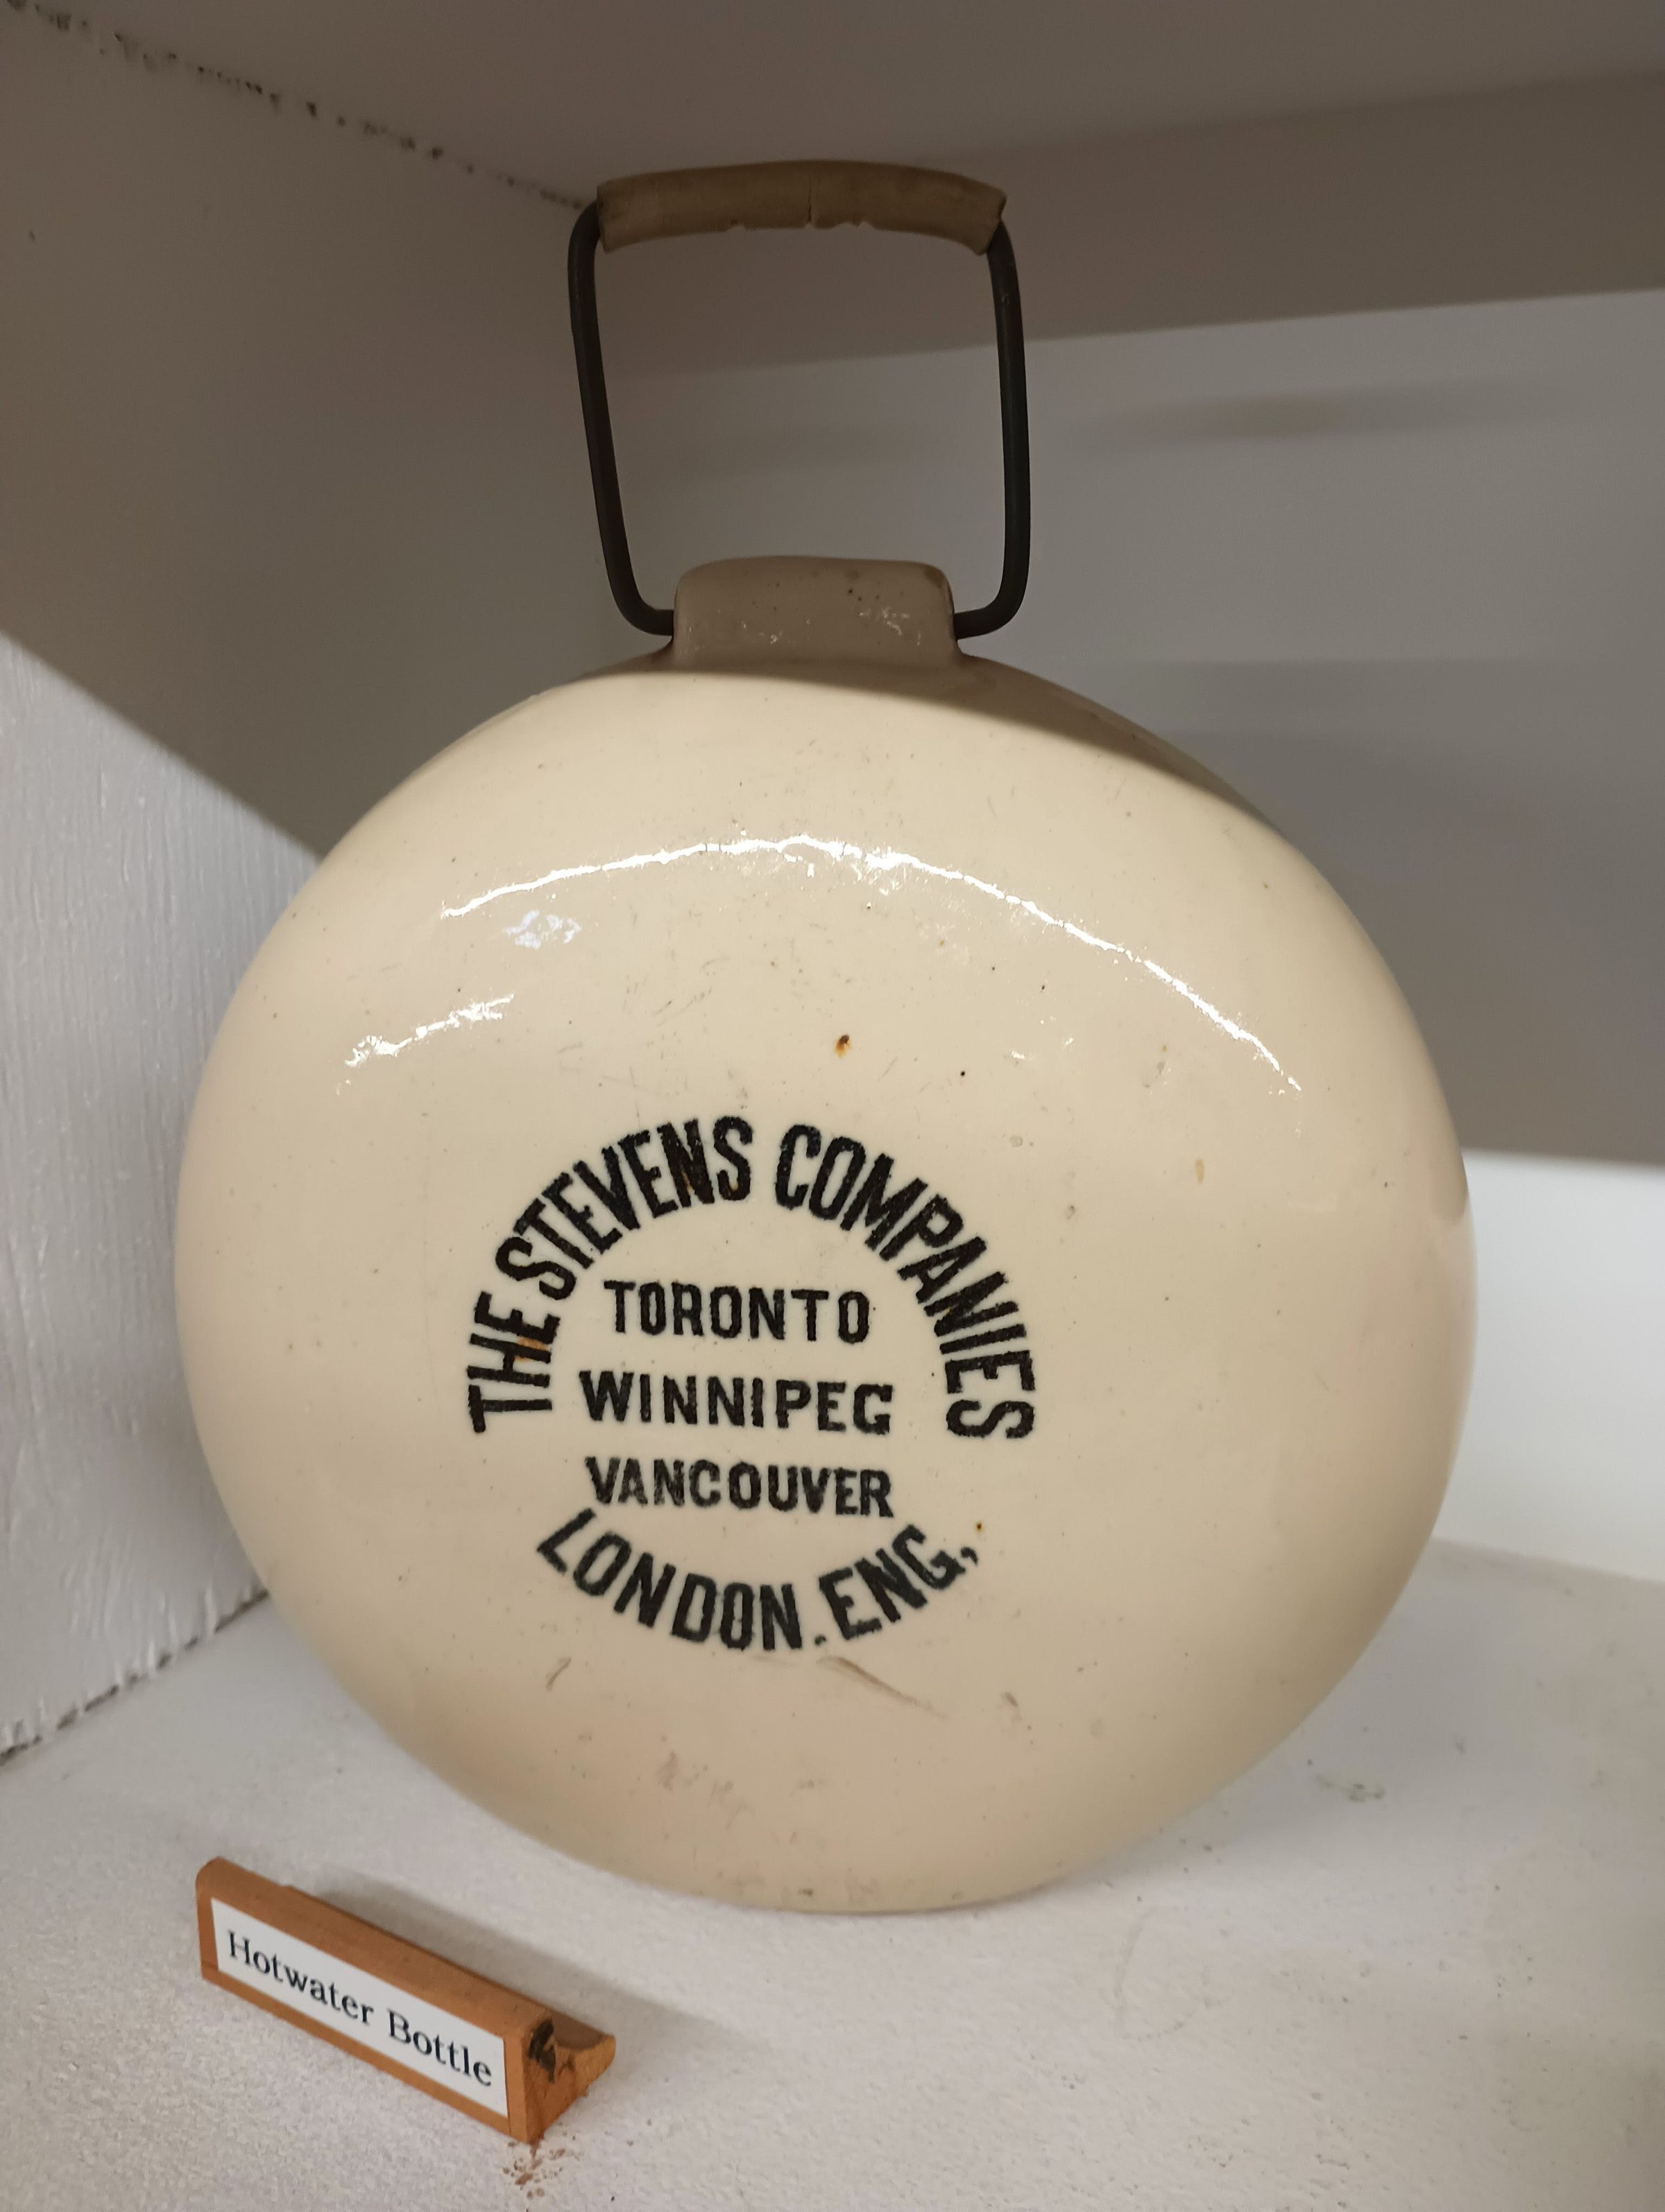 THE STEVENS COMPANIES
TORONTO
WINNIPEG
VANCOUVER
LONDON. ENG,
Hotwater Bottle